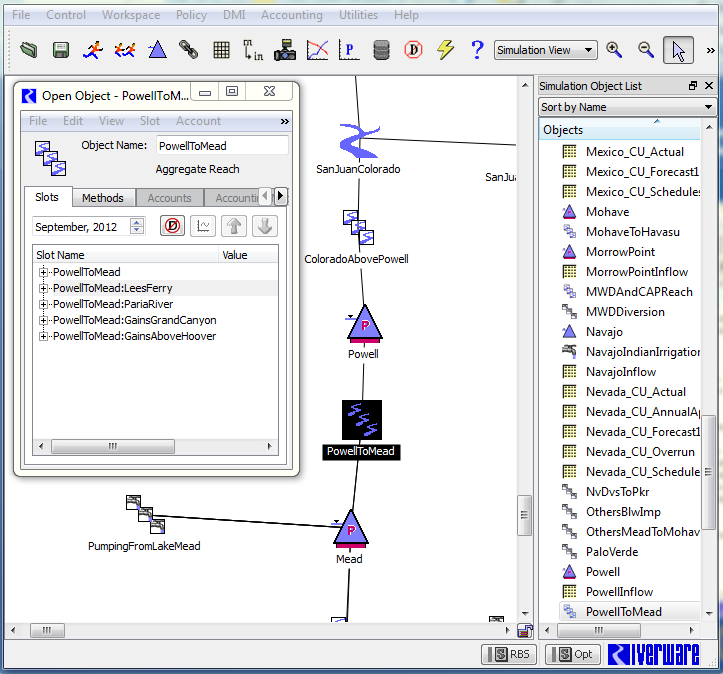 File Control Workspace Policy DMI Accounting Utilities Help
Simulation View
Open Object - PowellToM...
File Edit View Slot Account »
Object Name: PowellToMead
Aggregate Reach
Slots Methods Accounts Accounti
September, 2012
Slot Name Value
PowellToMead
PowellToMead:LeesFerry
PowellToMead:PariaRiver
PowellToMead:GainsGrandCanyon
PowellToMead:GainsAboveHoover
SanJuanColorado
SanJu
ColoradoAbovePowell
P
Powell
PowellToMead
PumpingFromLakeMead
P
Mead
Simulation Object List
Sort by Name
Objects
Mexico_CU_Actual
Mexico_CU_Forecast1
Mexico_CU_Schedules
Mohave
MohaveToHavasu
MorrowPoint
MorrowPointInflow
MWDAndCAPReach
MWDDiversion
Navajo
NavajoIndianIrrigation
NavajoInflow
Nevada_CU_Actual
Nevada_CU_AnnualAp
Nevada_CU_Forecast1
Nevada_CU_Overrun
Nevada_CU_Schedule
NvDvsToPkr
OthersBlwImp
OthersMeadToMohav
PaloVerde
Powell
PowellInflow
PowellToMead
RBS Opt RIVERWARE